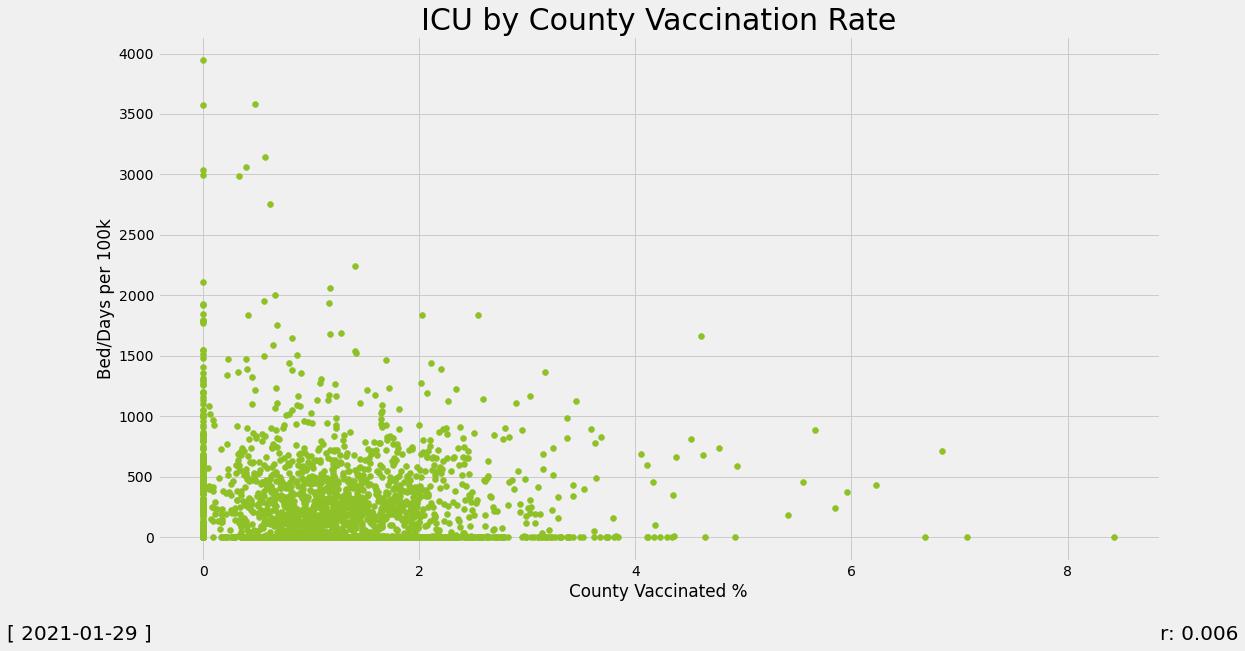 ICU by County Vaccination Rate
4000
3500
3000
2500
2000
1500
1000
500
0
Bed/Days per 100k
0 2 4 6 8
County Vaccinated %
[ 2021-01-29 ]
r: 0.006